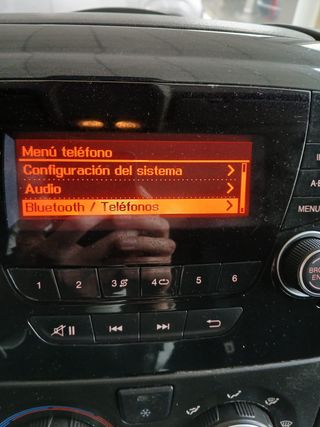 Menú teléfono
Configuración del sistema
Audio
Bluetooth / Teléfonos
1 2 3 4 5 6
MENU